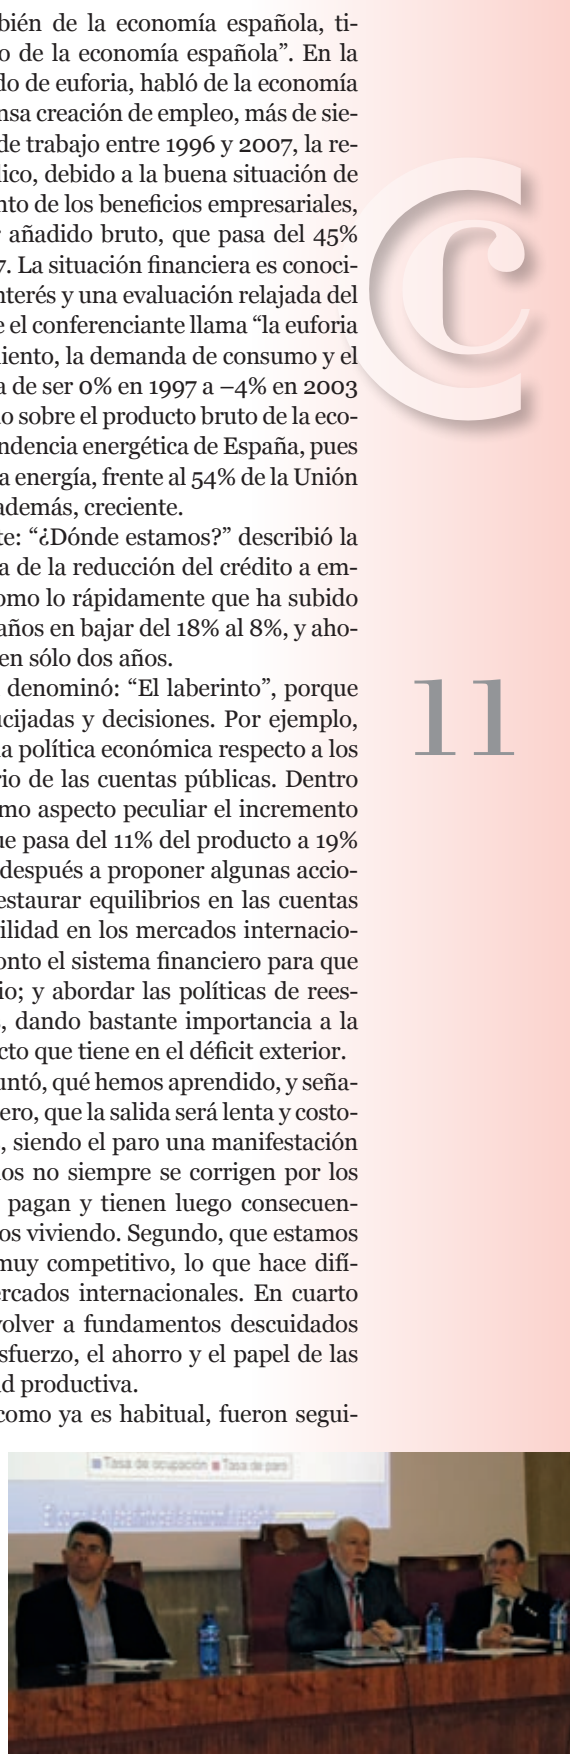 bién de la economía española, ti-
o de la economía española”. En la
do de euforia, habló de la economía
nsa creación de empleo, más de sie-
de trabajo entre 1996 y 2007, la re-
lico, debido a la buena situación de
nto de los beneficios empresariales,
r añadido bruto, que pasa del 45%
7. La situación financiera es conoci-
nterés y una evaluación relajada del
e el conferenciante llama “la euforia
iento, la demanda de consumo y el
a de ser 0% en 1997 a –4% en 2003
o sobre el producto bruto de la eco-
ndencia energética de España, pues
a energía, frente al 54% de la Unión
además, creciente.
te: “¿Dónde estamos?” describió la
a de la reducción del crédito a em-
omo lo rápidamente que ha subido
años en bajar del 18% al 8%, y aho-
en sólo dos años.
denominó: “El laberinto”, porque
ucijadas y decisiones. Por ejemplo,
a política económica respecto a los
rio de las cuentas públicas. Dentro
mo aspecto peculiar el incremento
ue pasa del 11% del producto a 19%
después a proponer algunas accio-
estaurar equilibrios en las cuentas
ilidad en los mercados internacio-
onto el sistema financiero para que
io; y abordar las políticas de rees-
, dando bastante importancia a la
cto que tiene en el déficit exterior.
untó, qué hemos aprendido, y seña-
ero, que la salida será lenta y costo-
, siendo el paro una manifestación
os no siempre se corrigen por los
pagan y tienen luego consecuen-
os viviendo. Segundo, que estamos
muy competitivo, lo que hace difí-
ercados internacionales. En cuarto
volver a fundamentos descuidados
sfuerzo, el ahorro y el papel de las
d productiva.
como ya es habitual, fueron segui-
C
C
11
Tasa de ocupación Tasa de paro